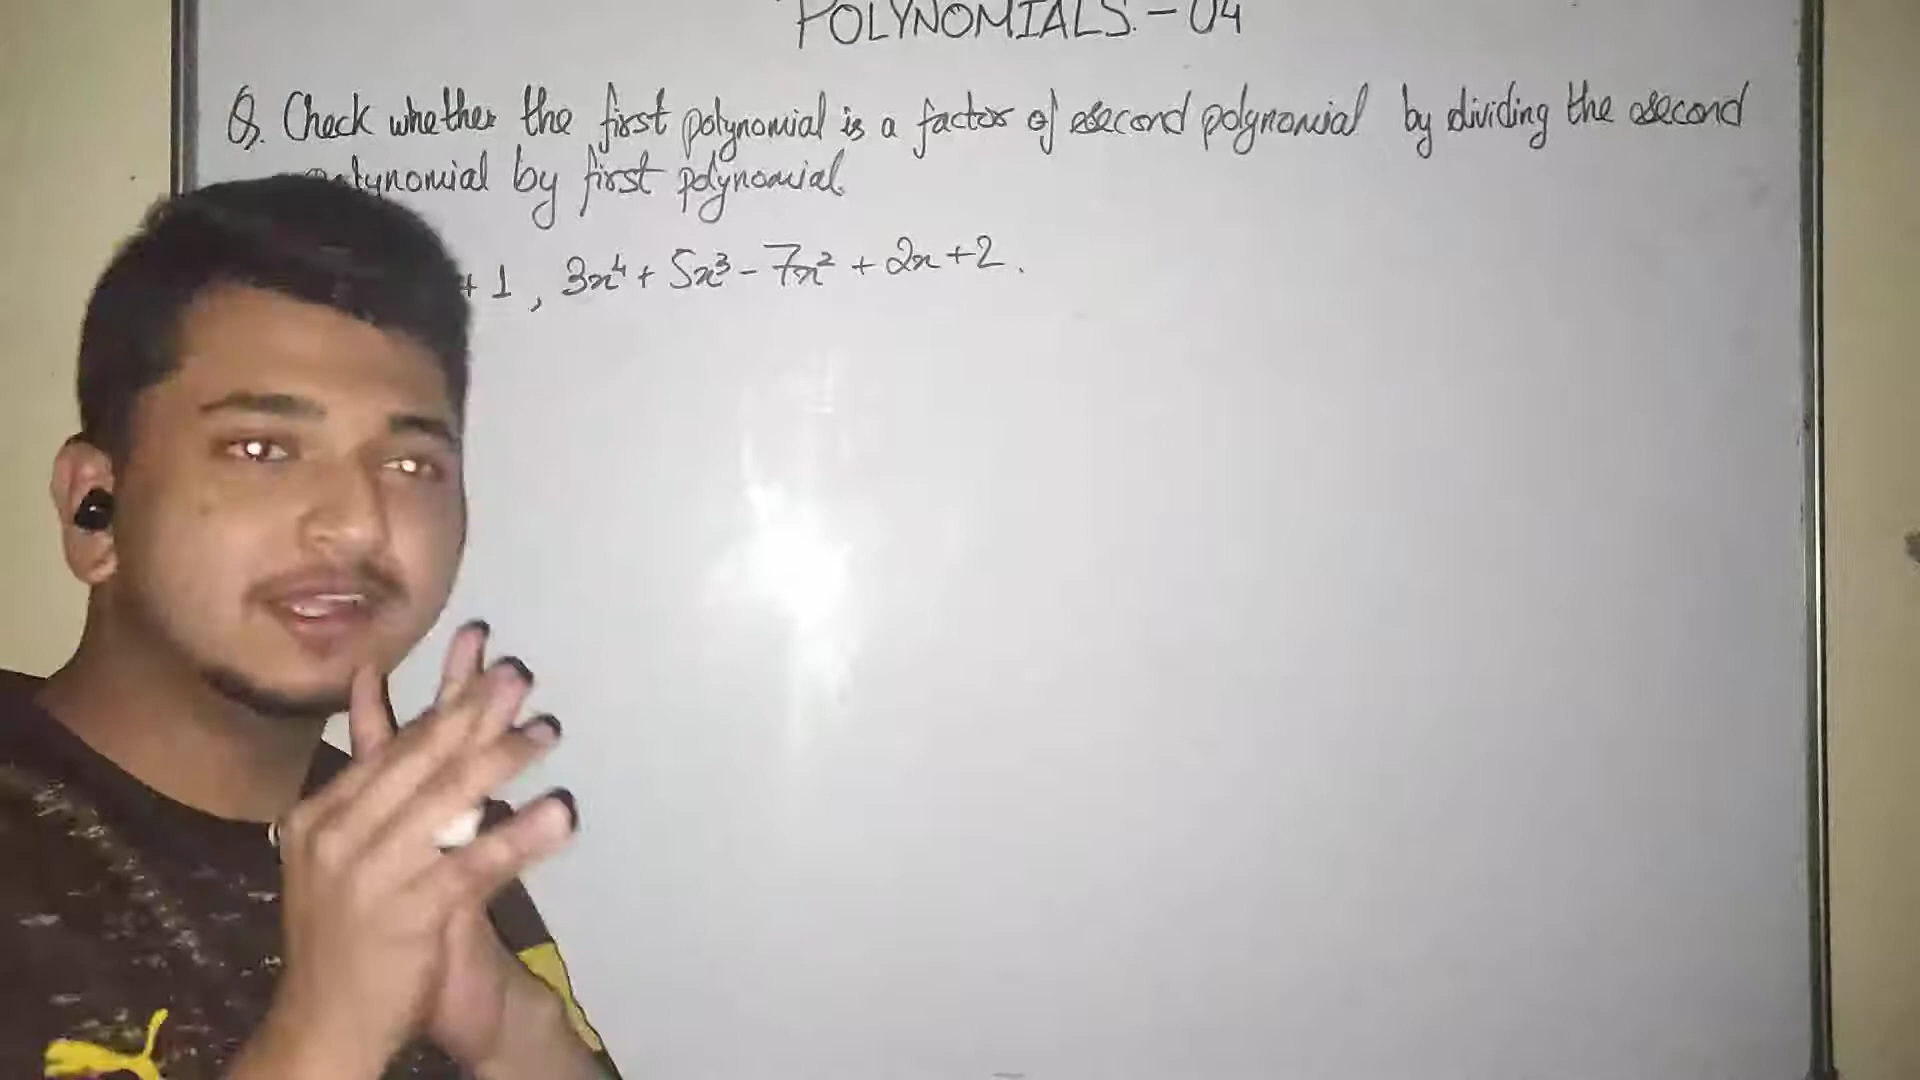 POLYNOMIALS - 04
Q. Check whether the first polynomial is a factor of second polynomial by dividing the second
polynomial by first polynomial.
+ 1, 3x⁴ + 5x³ - 7x² + 2x + 2.